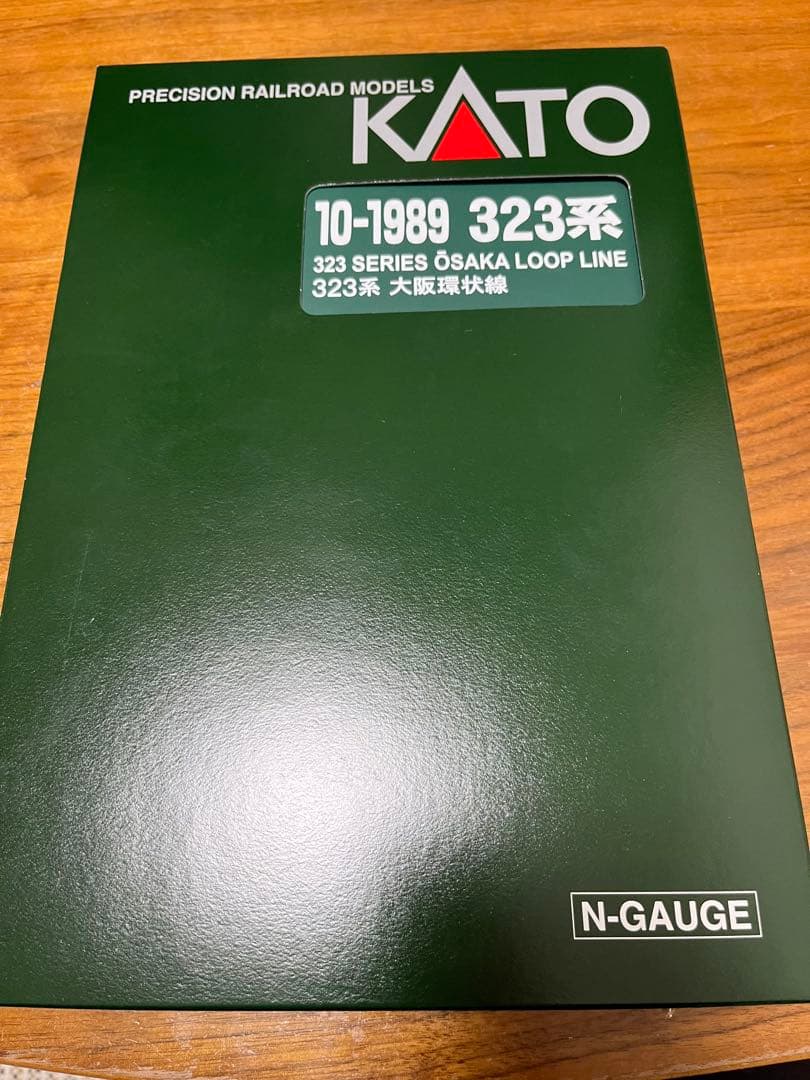 PRECISION RAILROAD MODELS
KATO
10-1989 323系
323 SERIES ŌSAKA LOOP LINE
323系 大阪環状線
N-GAUGE